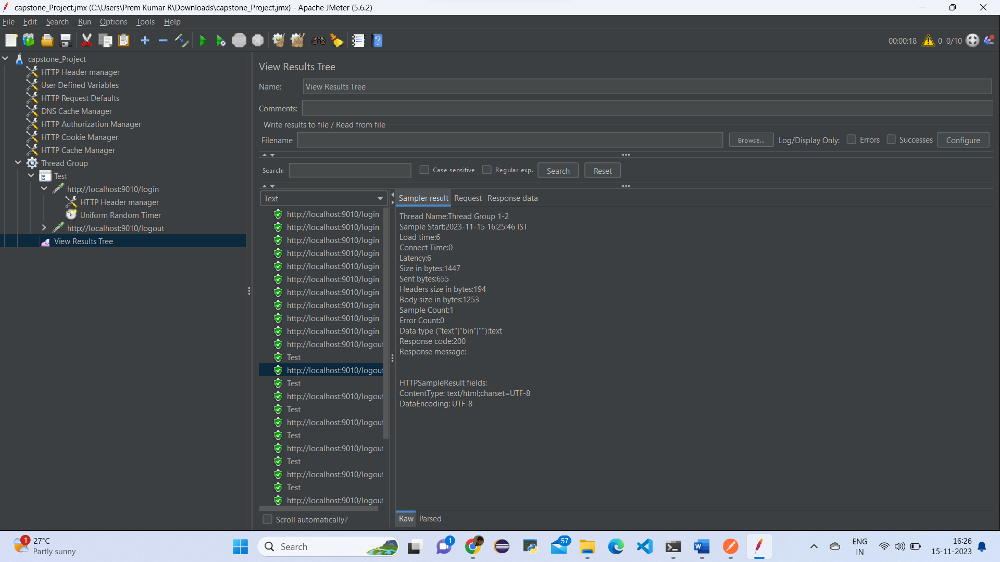 capstone_Project.jmx (C:\Users\Prem Kumar R\Downloads\capstone_Project.jmx) - Apache JMeter (5.6.2)
File Edit Search Run Options Tools Help
STOP
00:00:18 0 0/10
capstone_Project
HTTP Header manager
User Defined Variables
HTTP Request Defaults
DNS Cache Manager
HTTP Authorization Manager
HTTP Cookie Manager
HTTP Cache Manager
Thread Group
Test
http://localhost:9010/login
HTTP Header manager
Uniform Random Timer
http://localhost:9010/logout
View Results Tree
View Results Tree
Name: View Results Tree
Comments:
Write results to file / Read from file
Filename Browse... Log/Display Only: Errors Successes Configure
Search: Case sensitive Regular exp. Search Reset
Text
http://localhost:9010/login
http://localhost:9010/login
http://localhost:9010/login
http://localhost:9010/login
http://localhost:9010/login
http://localhost:9010/login
http://localhost:9010/login
http://localhost:9010/login
http://localhost:9010/login
http://localhost:9010/login
http://localhost:9010/logout
Test
http://localhost:9010/logout
Test
http://localhost:9010/logout
Test
http://localhost:9010/logout
Test
http://localhost:9010/logout
Test
http://localhost:9010/logout
Test
http://localhost:9010/logout
Scroll automatically?
Sampler result Request Response data
Thread Name:Thread Group 1-2
Sample Start:2023-11-15 16:25:46 IST
Load time:6
Connect Time:0
Latency:6
Size in bytes:1447
Sent bytes:655
Headers size in bytes:194
Body size in bytes:1253
Sample Count:1
Error Count:0
Data type ("text"|"bin"|""):text
Response code:200
Response message:
HTTPSampleResult fields:
ContentType: text/html;charset=UTF-8
DataEncoding: UTF-8
Raw Parsed
1
27°C
Partly sunny
Search
1
57
ENG
IN
16:26
15-11-2023